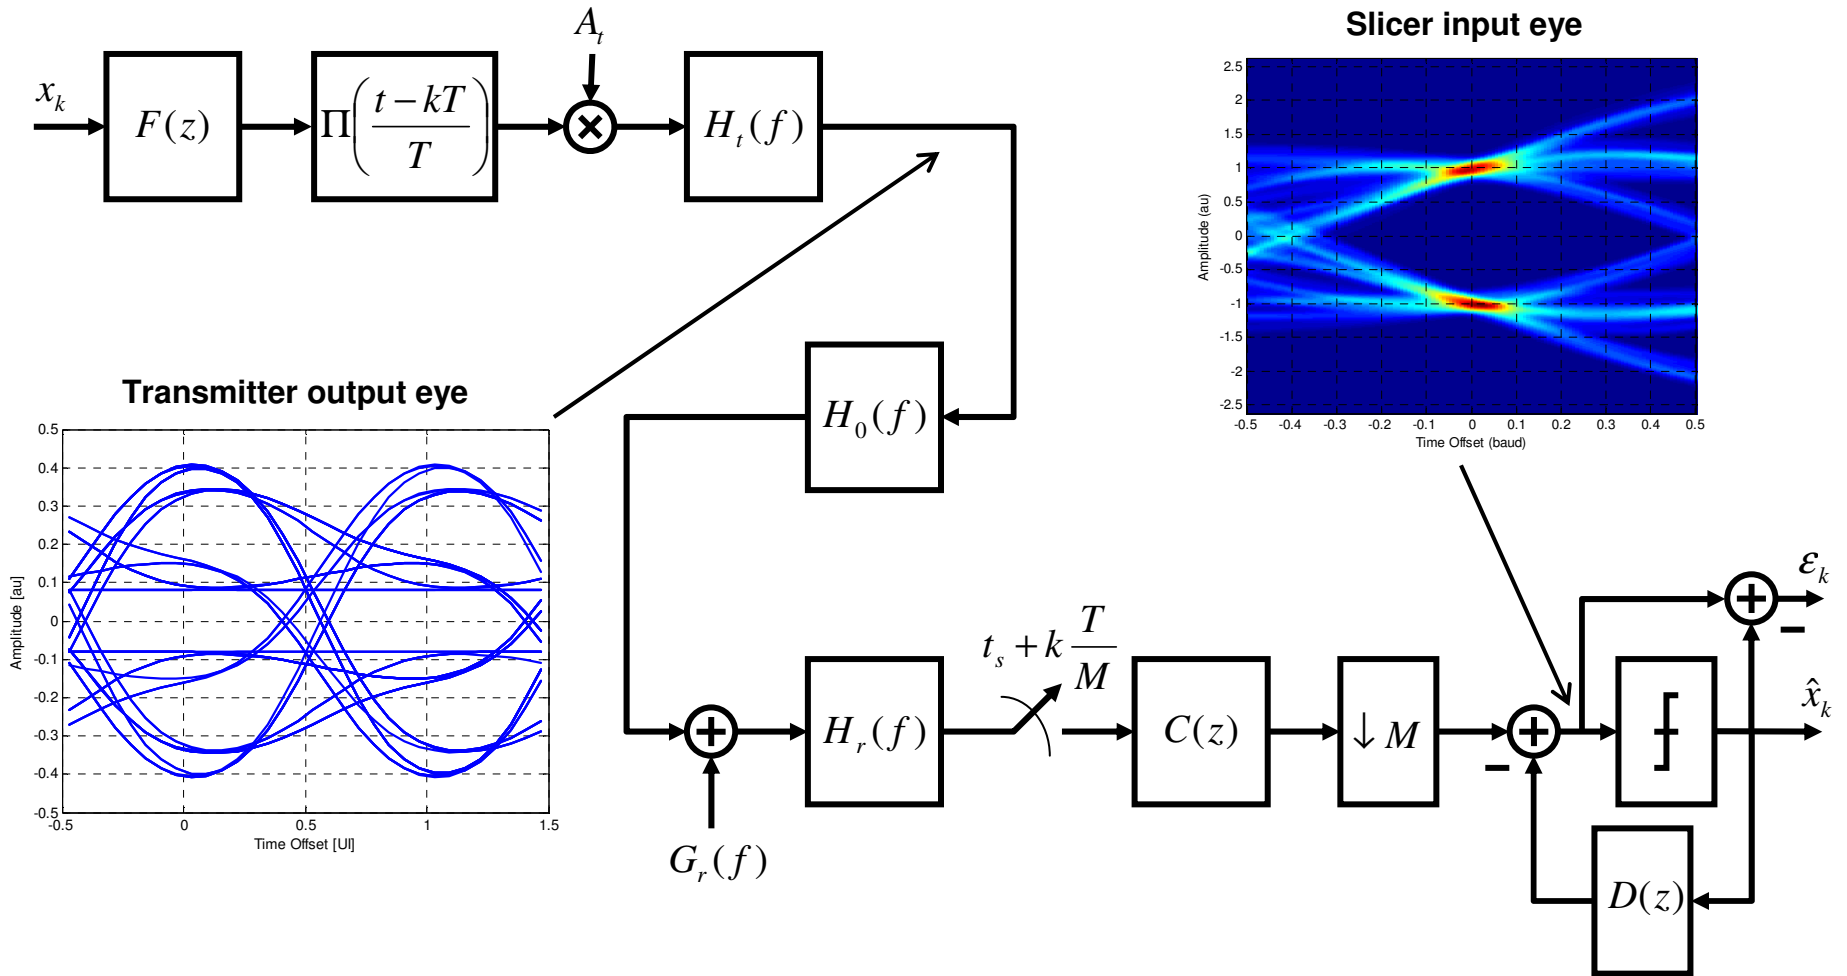 Slicer input eye
A_t
x_k
F(z)
Π((t − kT)/T)
H_t(f)
2.5
2
1.5
1
0.5
0
-0.5
-1
-1.5
-2
-2.5
Amplitude (au)
-0.5 -0.4 -0.3 -0.2 -0.1 0 0.1 0.2 0.3 0.4 0.5
Time Offset (baud)
Transmitter output eye
0.5
0.4
0.3
0.2
0.1
0
-0.1
-0.2
-0.3
-0.4
-0.5
Amplitude [au]
-0.5 0 0.5 1 1.5
Time Offset [UI]
H_0(f)
G_r(f)
H_r(f)
t_s + k T/M
C(z)
↓ M
−
ε_k
−
x̂_k
D(z)